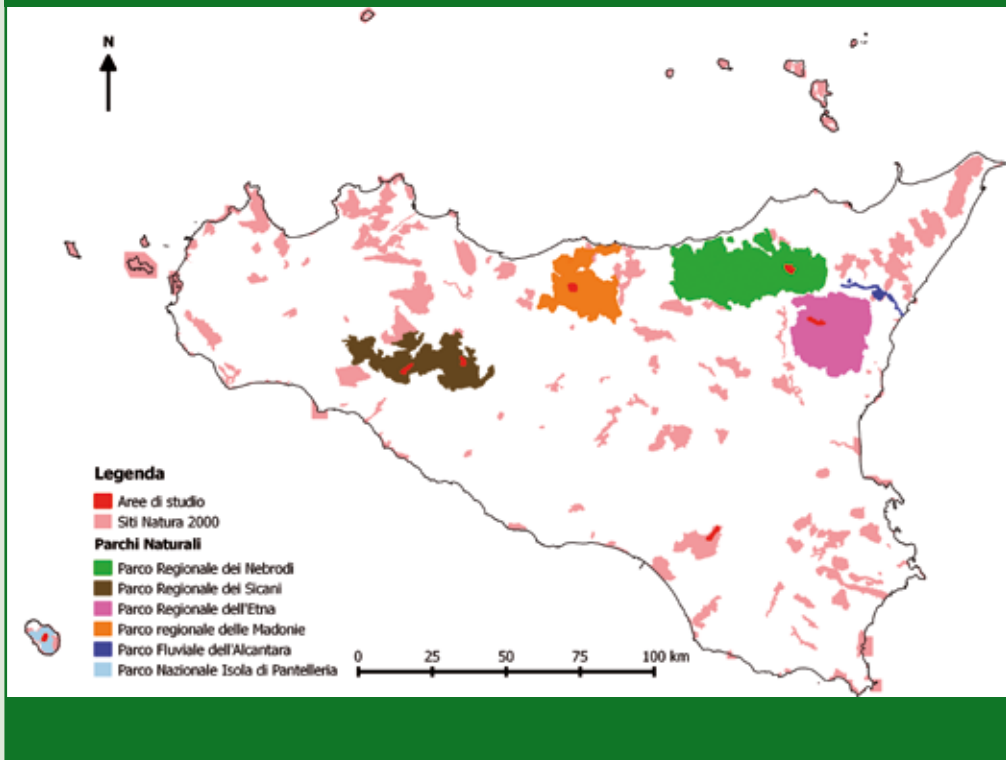 N
Legenda
Aree di studio
Siti Natura 2000
Parchi Naturali
Parco Regionale dei Nebrodi
Parco Regionale dei Sicani
Parco Regionale dell'Etna
Parco regionale delle Madonie
Parco Fluviale dell'Alcantara
Parco Nazionale Isola di Pantelleria
0 25 50 75 100 km